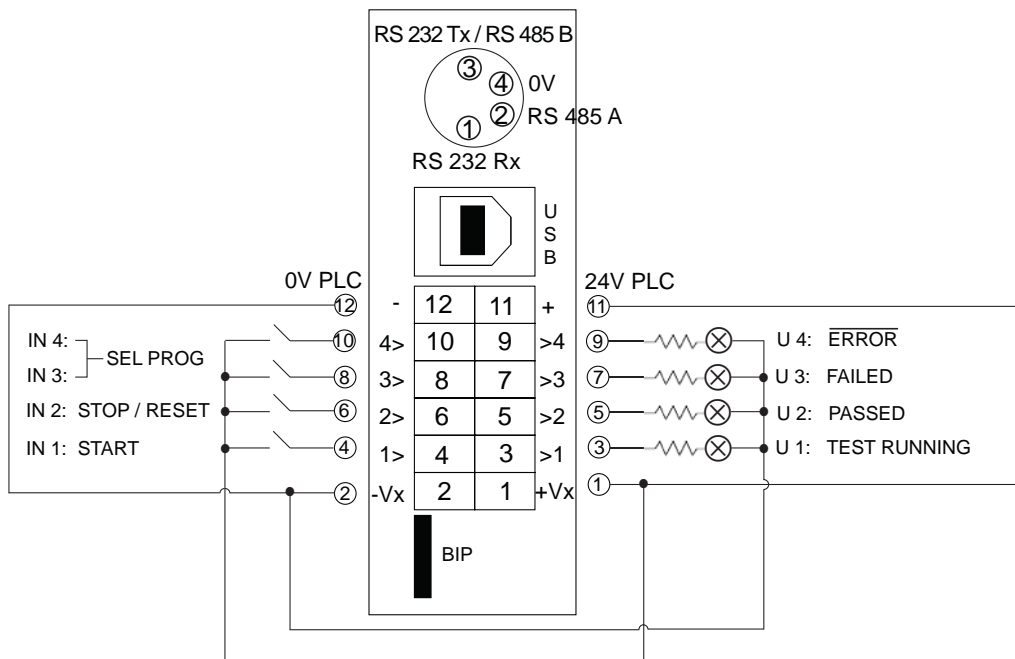 RS 232 Tx / RS 485 B
3
4 0V
2 RS 485 A
1
RS 232 Rx
U
S
B
0V PLC
24V PLC
12 - 12 11 + 11
IN 4: 10 4> 10 9 >4 9 U 4: ERROR
SEL PROG
IN 3: 8 3> 8 7 >3 7 U 3: FAILED
IN 2: STOP / RESET 6 2> 6 5 >2 5 U 2: PASSED
IN 1: START 4 1> 4 3 >1 3 U 1: TEST RUNNING
2 -Vx 2 1 +Vx 1
BIP